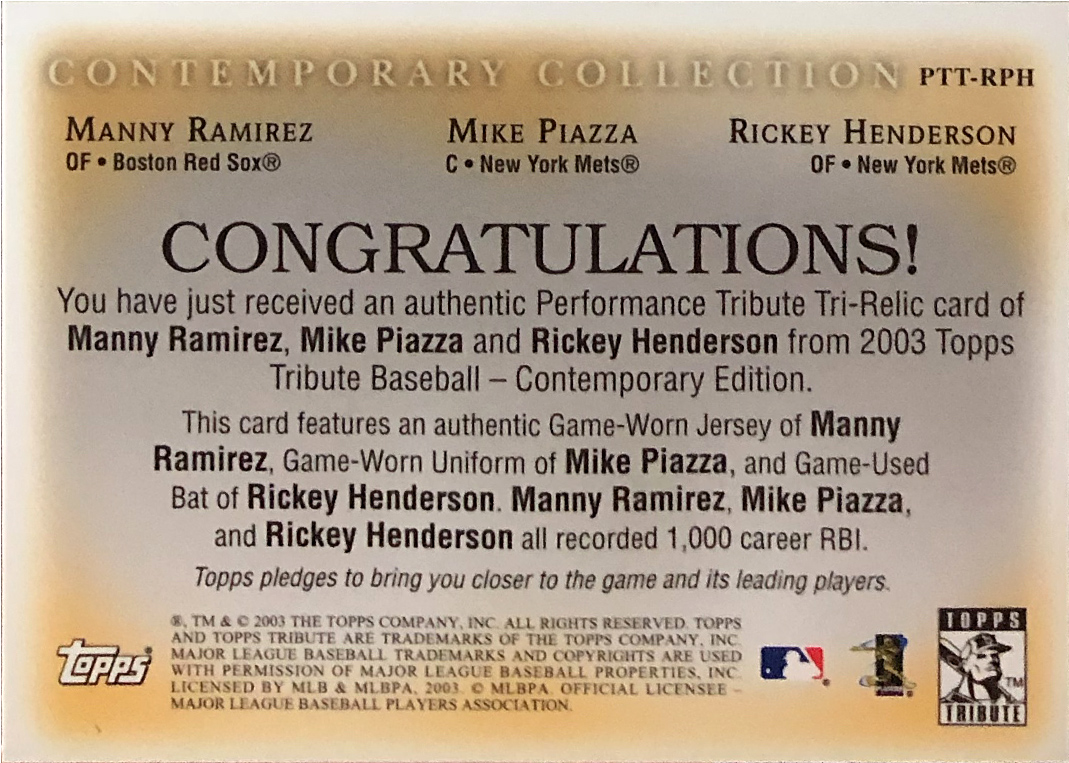 CONTEMPORARY COLLECTION PTT-RPH
MANNY RAMIREZ MIKE PIAZZA RICKEY HENDERSON
OF • Boston Red Sox® C • New York Mets® OF • New York Mets®
CONGRATULATIONS!
You have just received an authentic Performance Tribute Tri-Relic card of
Manny Ramirez, Mike Piazza and Rickey Henderson from 2003 Topps
Tribute Baseball – Contemporary Edition.
This card features an authentic Game-Worn Jersey of Manny
Ramirez, Game-Worn Uniform of Mike Piazza, and Game-Used
Bat of Rickey Henderson. Manny Ramirez, Mike Piazza,
and Rickey Henderson all recorded 1,000 career RBI.
Topps pledges to bring you closer to the game and its leading players.
®, TM & © 2003 THE TOPPS COMPANY, INC. ALL RIGHTS RESERVED. TOPPS
AND TOPPS TRIBUTE ARE TRADEMARKS OF THE TOPPS COMPANY, INC.
MAJOR LEAGUE BASEBALL TRADEMARKS AND COPYRIGHTS ARE USED
WITH PERMISSION OF MAJOR LEAGUE BASEBALL PROPERTIES, INC.
LICENSED BY MLB & MLBPA, 2003. © MLBPA. OFFICIAL LICENSEE –
MAJOR LEAGUE BASEBALL PLAYERS ASSOCIATION.
topps®
TOPPS
TM
TRIBUTE